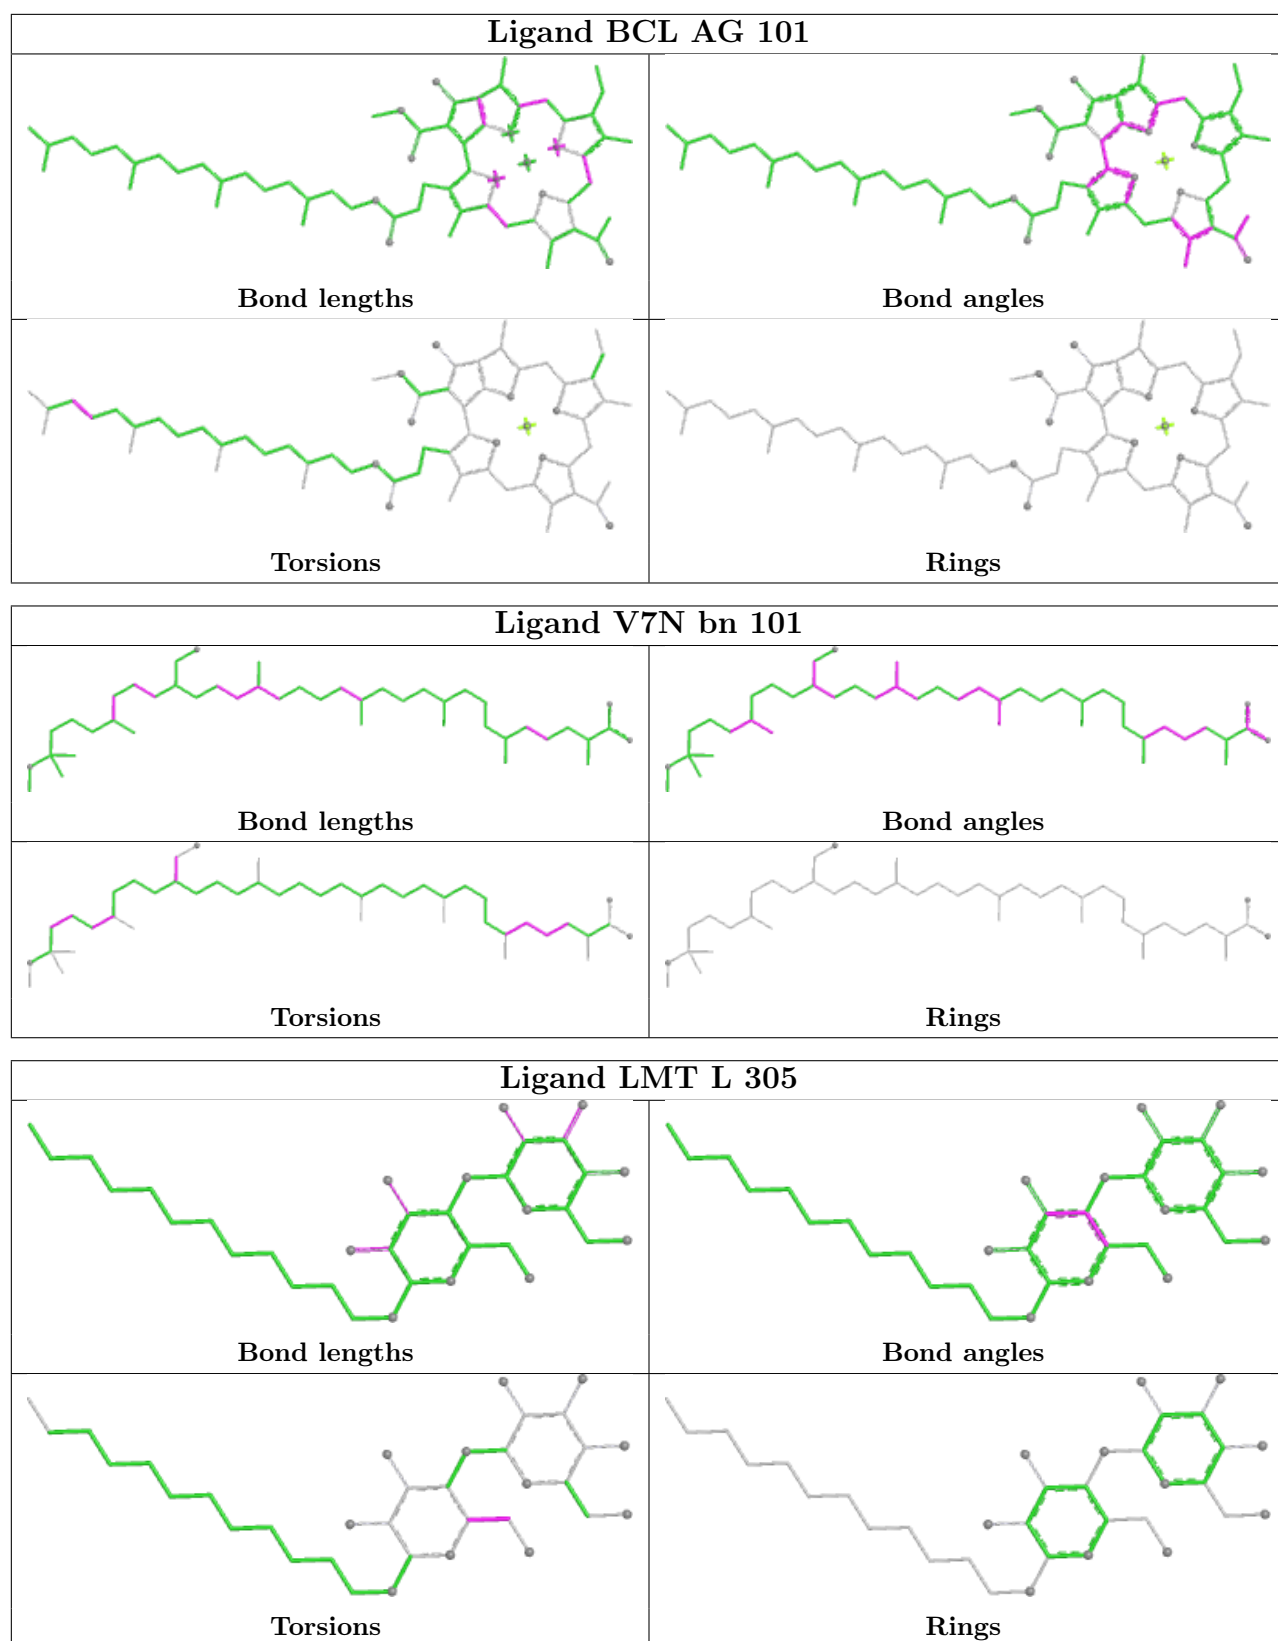 Ligand BCL AG 101
Bond lengths
Bond angles
Torsions
Rings
Ligand V7N bn 101
Bond lengths
Bond angles
Torsions
Rings
Ligand LMT L 305
Bond lengths
Bond angles
Torsions
Rings